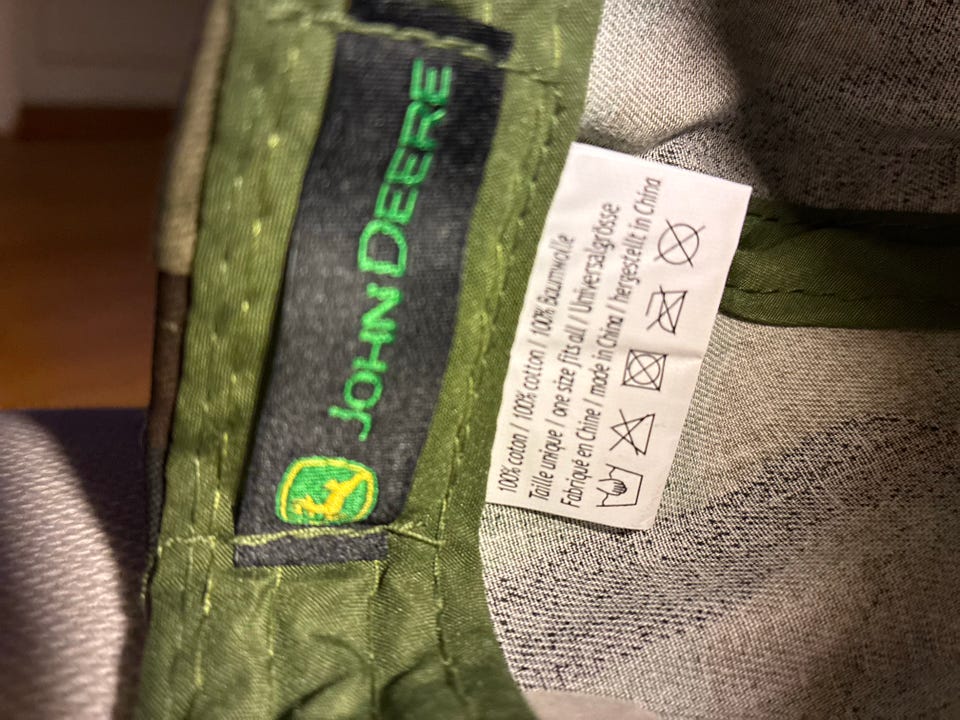 JOHN DEERE
100% coton / 100% cotton / 100% Baumwolle
Taille unique / one size fits all / Universalgrösse
Fabriqué en Chine / made in China / hergestellt in China